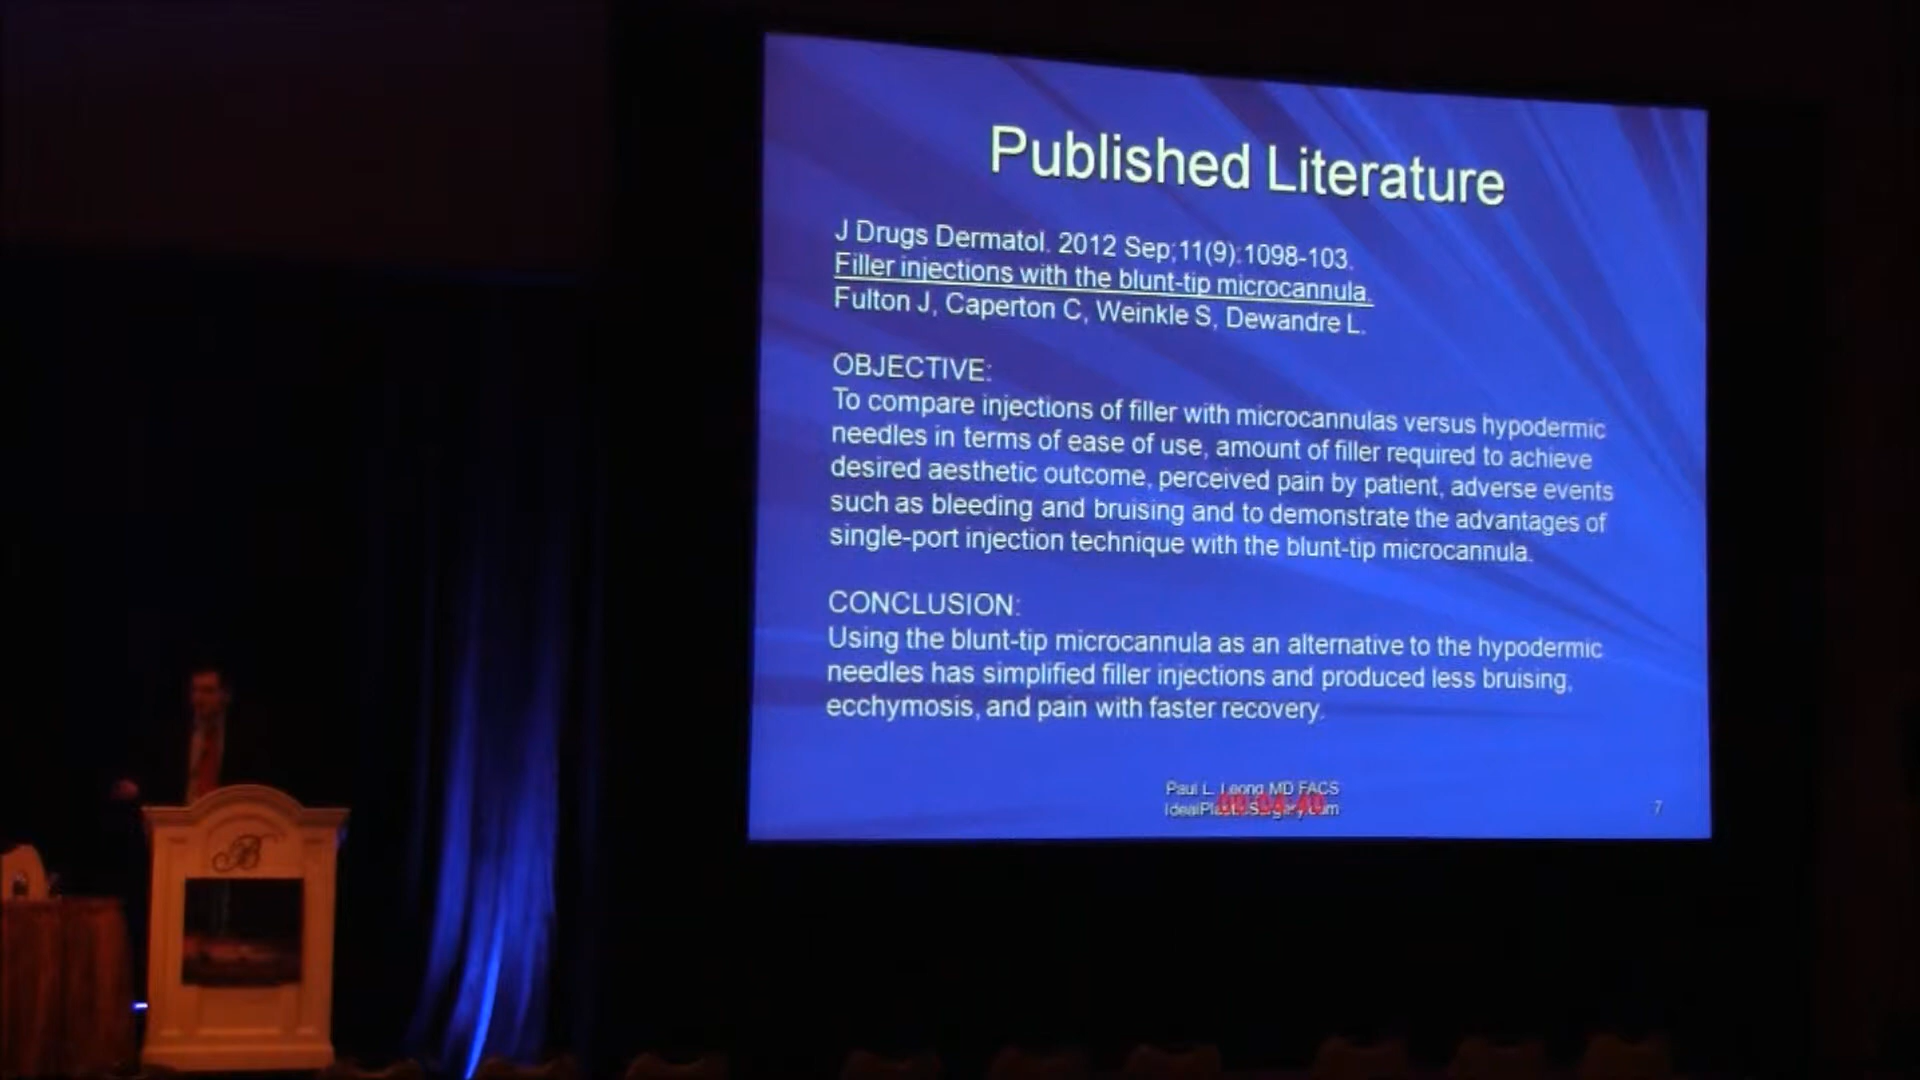 Published Literature
J Drugs Dermatol. 2012 Sep;11(9):1098-103.
Filler injections with the blunt-tip microcannula.
Fulton J, Caperton C, Weinkle S, Dewandre L.
OBJECTIVE:
To compare injections of filler with microcannulas versus hypodermic
needles in terms of ease of use, amount of filler required to achieve
desired aesthetic outcome, perceived pain by patient, adverse events
such as bleeding and bruising and to demonstrate the advantages of
single-port injection technique with the blunt-tip microcannula.
CONCLUSION:
Using the blunt-tip microcannula as an alternative to the hypodermic
needles has simplified filler injections and produced less bruising,
ecchymosis, and pain with faster recovery.
Paul L. Leong MD FACS
IdealPlasticSurgery.com
7
B